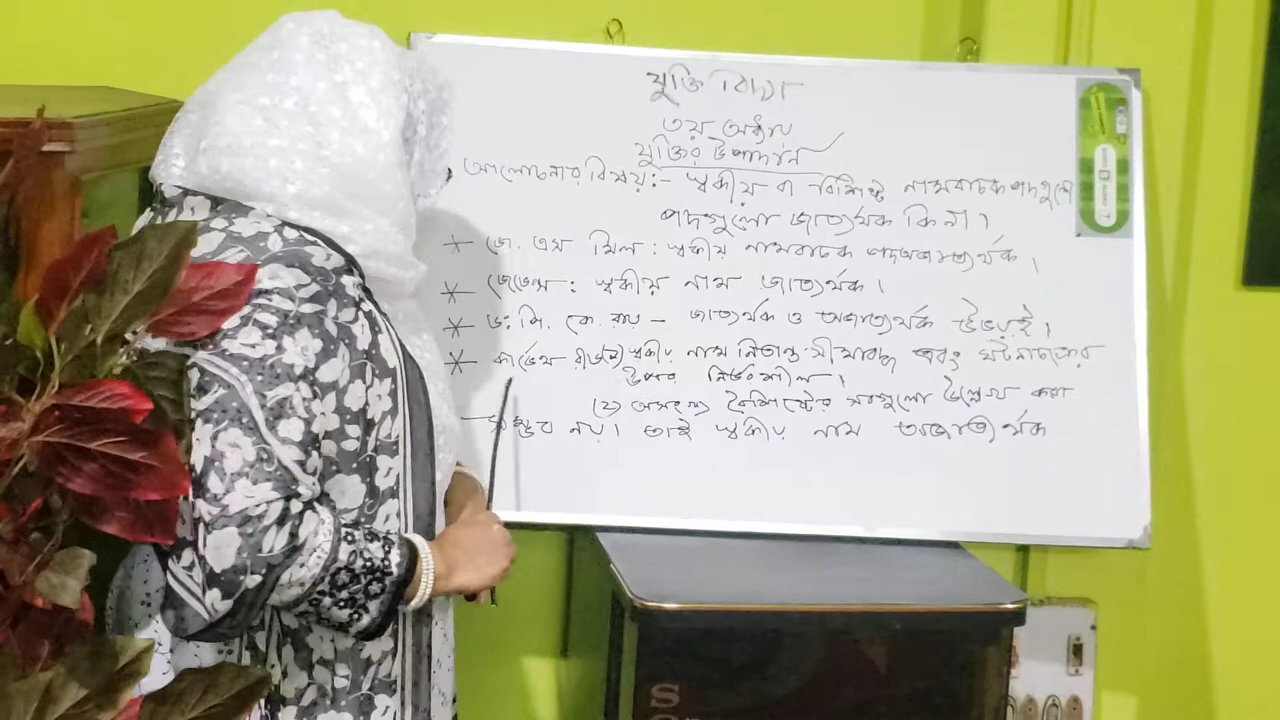 যুক্তি বিদ্যা
৩য় অধ্যায়
যুক্তির উপাদান
আলোচনার বিষয়:- স্বকীয় বা বিশিষ্ট নামবাচক পদগুলো
পদগুলো জাত্যর্থক কি না।
* জে. এস মিল : স্বকীয় নামবাচক পদ অজাত্যর্থক।
* জেভেন্স : স্বকীয় নাম জাত্যর্থক।
* ড: পি. কে. রায় - জাত্যর্থক ও অজাত্যর্থক উভয়ই।
* কার্ভেথ রীড (১) স্বকীয় নাম নিতান্ত সীমাবদ্ধ এবং ঘটনাচক্রের
উপর নির্ভরশীল।
(২) অসংখ্য বৈশিষ্টের সবগুলো উল্লেখ করা
সম্ভব নয়। তাই স্বকীয় নাম অজাত্যর্থক